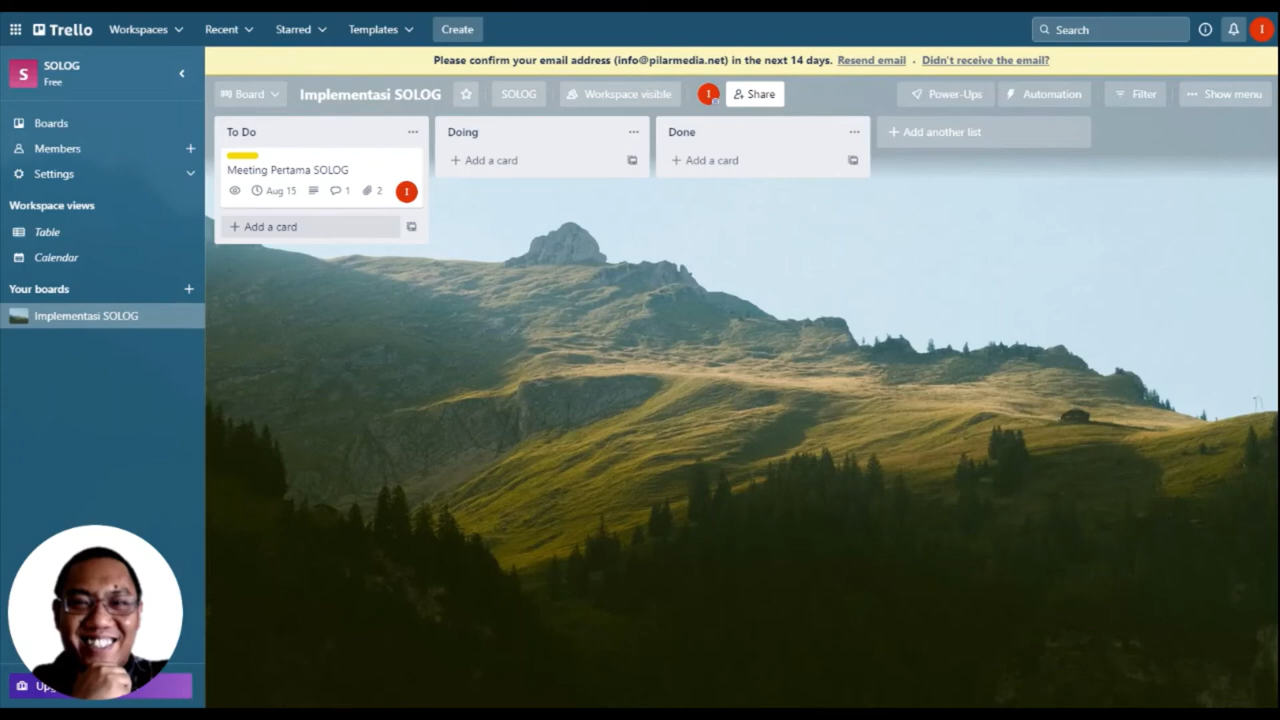 Trello Workspaces Recent Starred Templates Create Search I
S SOLOG
Free
Please confirm your email address (info@pilarmedia.net) in the next 14 days. Resend email · Didn't receive the email?
Board Implementasi SOLOG SOLOG Workspace visible I Share Power-Ups Automation Filter Show menu
Boards
Members
Settings
Workspace views
Table
Calendar
Your boards
Implementasi SOLOG
To Do
Meeting Pertama SOLOG
Aug 15 1 2 I
+ Add a card
Doing
+ Add a card
Done
+ Add a card
+ Add another list